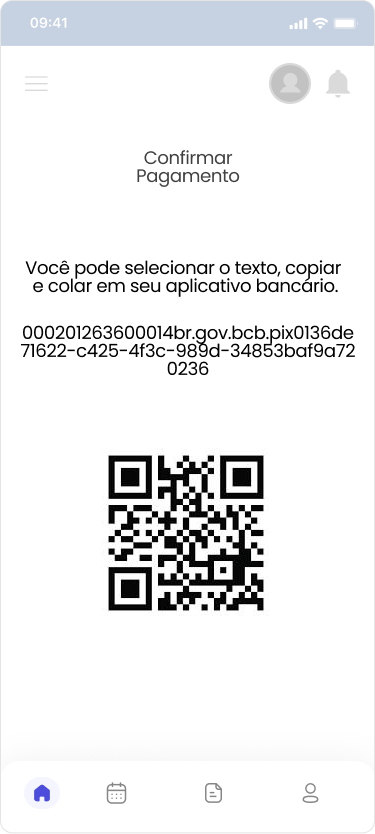 09:41
Confirmar
Pagamento
Você pode selecionar o texto, copiar
e colar em seu aplicativo bancário.
000201263600014br.gov.bcb.pix0136de
71622-c425-4f3c-989d-34853baf9a72
0236